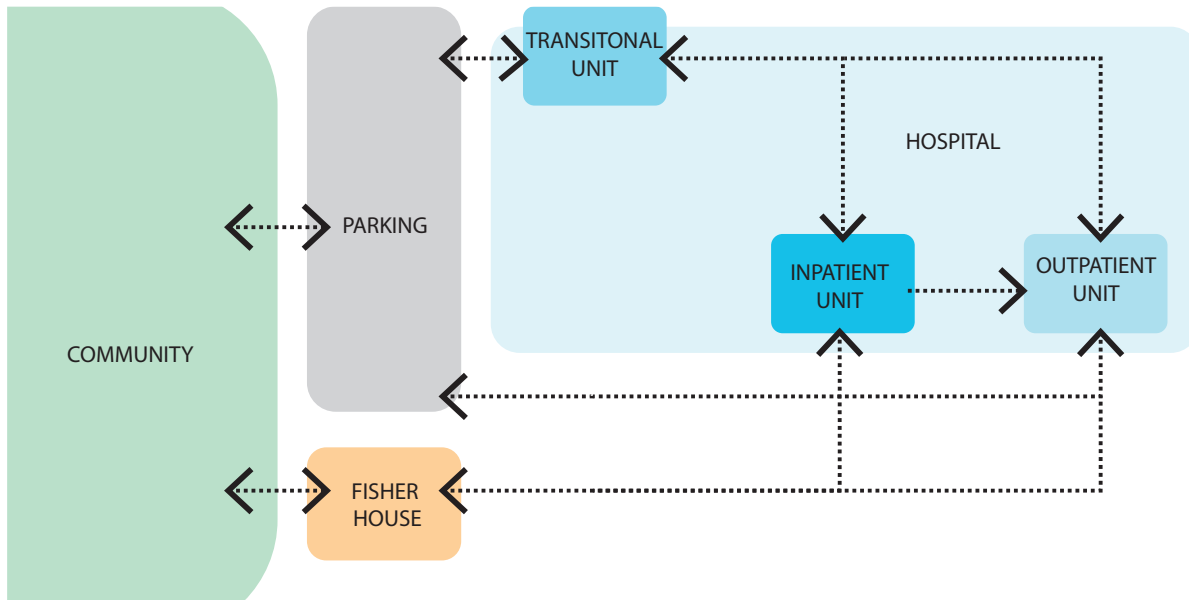 TRANSITONAL
UNIT
HOSPITAL
PARKING
INPATIENT
UNIT
OUTPATIENT
UNIT
COMMUNITY
FISHER
HOUSE